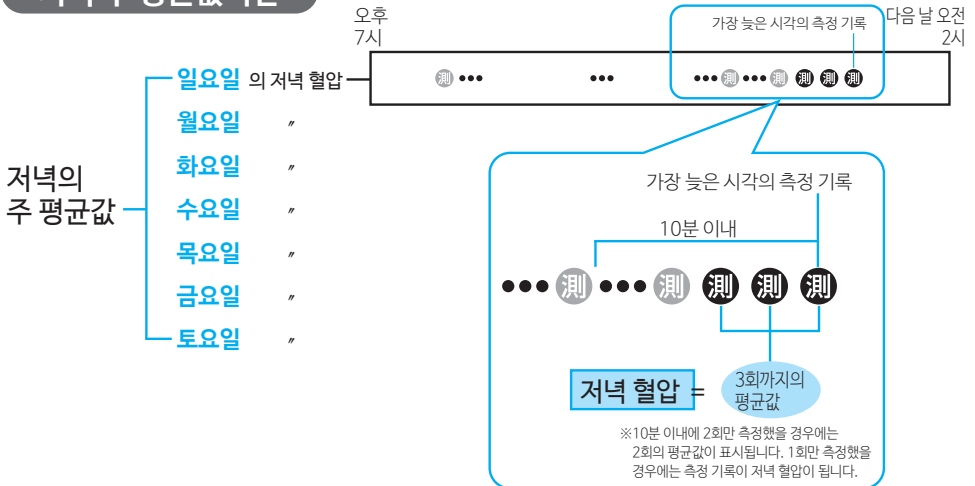 오후
7시
가장 늦은 시각의 측정 기록
다음 날 오전
2시
일요일 의 저녁 혈압
測 ••• ••• ••• 測 ••• 測 測 測 測
월요일 〃
화요일 〃
저녁의
주 평균값
수요일 〃
목요일 〃
금요일 〃
토요일 〃
가장 늦은 시각의 측정 기록
10분 이내
••• 測 ••• 測 測 測 測
저녁 혈압 = 3회까지의
평균값
※10분 이내에 2회만 측정했을 경우에는
2회의 평균값이 표시됩니다. 1회만 측정했을
경우에는 측정 기록이 저녁 혈압이 됩니다.